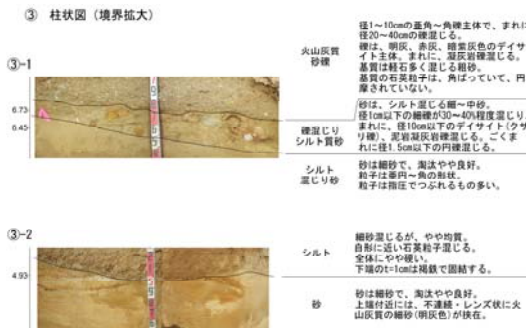 ③ 柱状図（境界拡大）
③-1
6.73
0.45
火山灰質
砂礫
径1～10cmの亜角～角礫主体で、まれに
径20～40cmの礫混じる。
礫は、明灰、赤灰、暗紫灰色のデイサ
イト主体。まれに、凝灰岩礫混じる。
基質は軽石多く混じる粗砂。
基質の石英粒子は、角ばっていて、円
摩されていない。
礫混じり
シルト質砂
砂は、シルト混じる細～中砂。
径1cm以下の細礫が30～40%程度混じり、
まれに、径10cm以下のデイサイト(クサ
リ礫)、泥岩凝灰岩礫混じる。ごくま
れに径1.5cm以下の円礫混じる。
シルト
混じり砂
砂は細砂で、淘汰やや良好。
粒子は亜円～角の形状。
粒子は指圧でつぶれるもの多い。
③-2
4.93
シルト
細砂混じるが、やや均質。
自形に近い石英粒子混じる。
全体にやや硬い。
下端のt=1cmは褐鉄で固結する。
砂
砂は細砂で、淘汰やや良好。
上端付近には、不連続・レンズ状に火
山灰質の細砂(明灰色)が挟在。